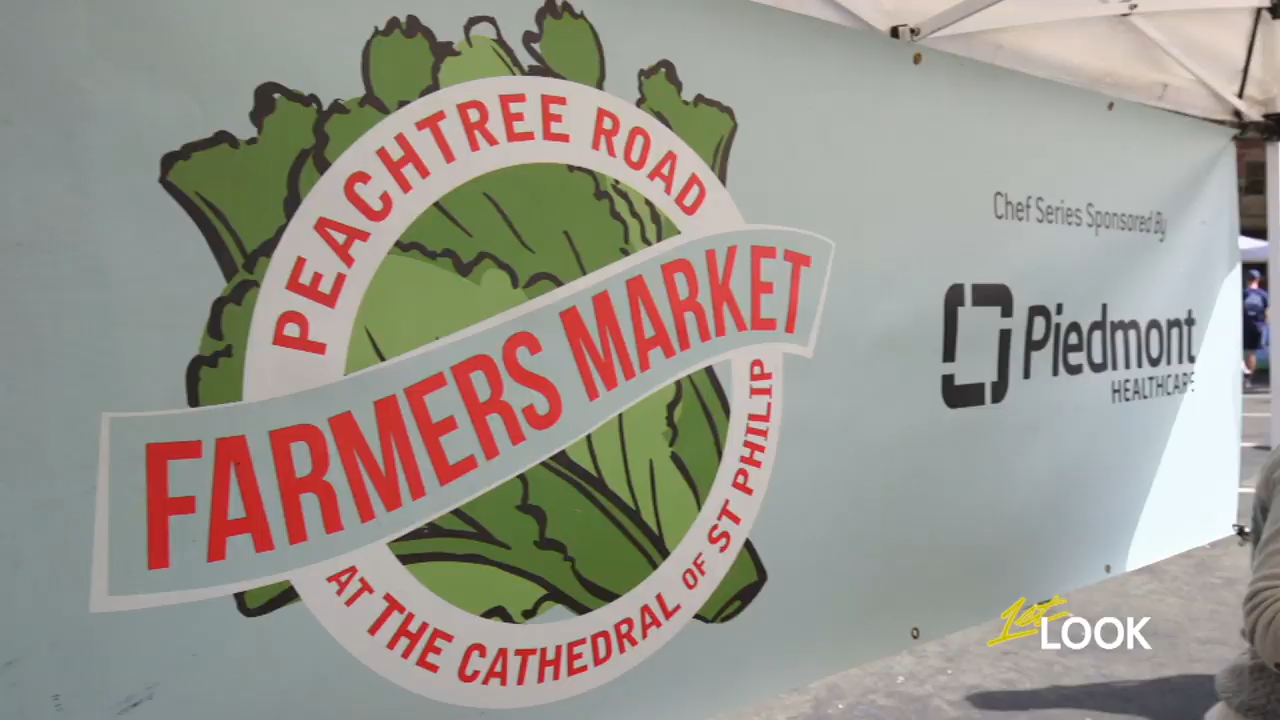 PEACHTREE ROAD
FARMERS MARKET
AT THE CATHEDRAL OF ST PHILIP
Chef Series Sponsored By
Piedmont
HEALTHCARE
1st
LOOK